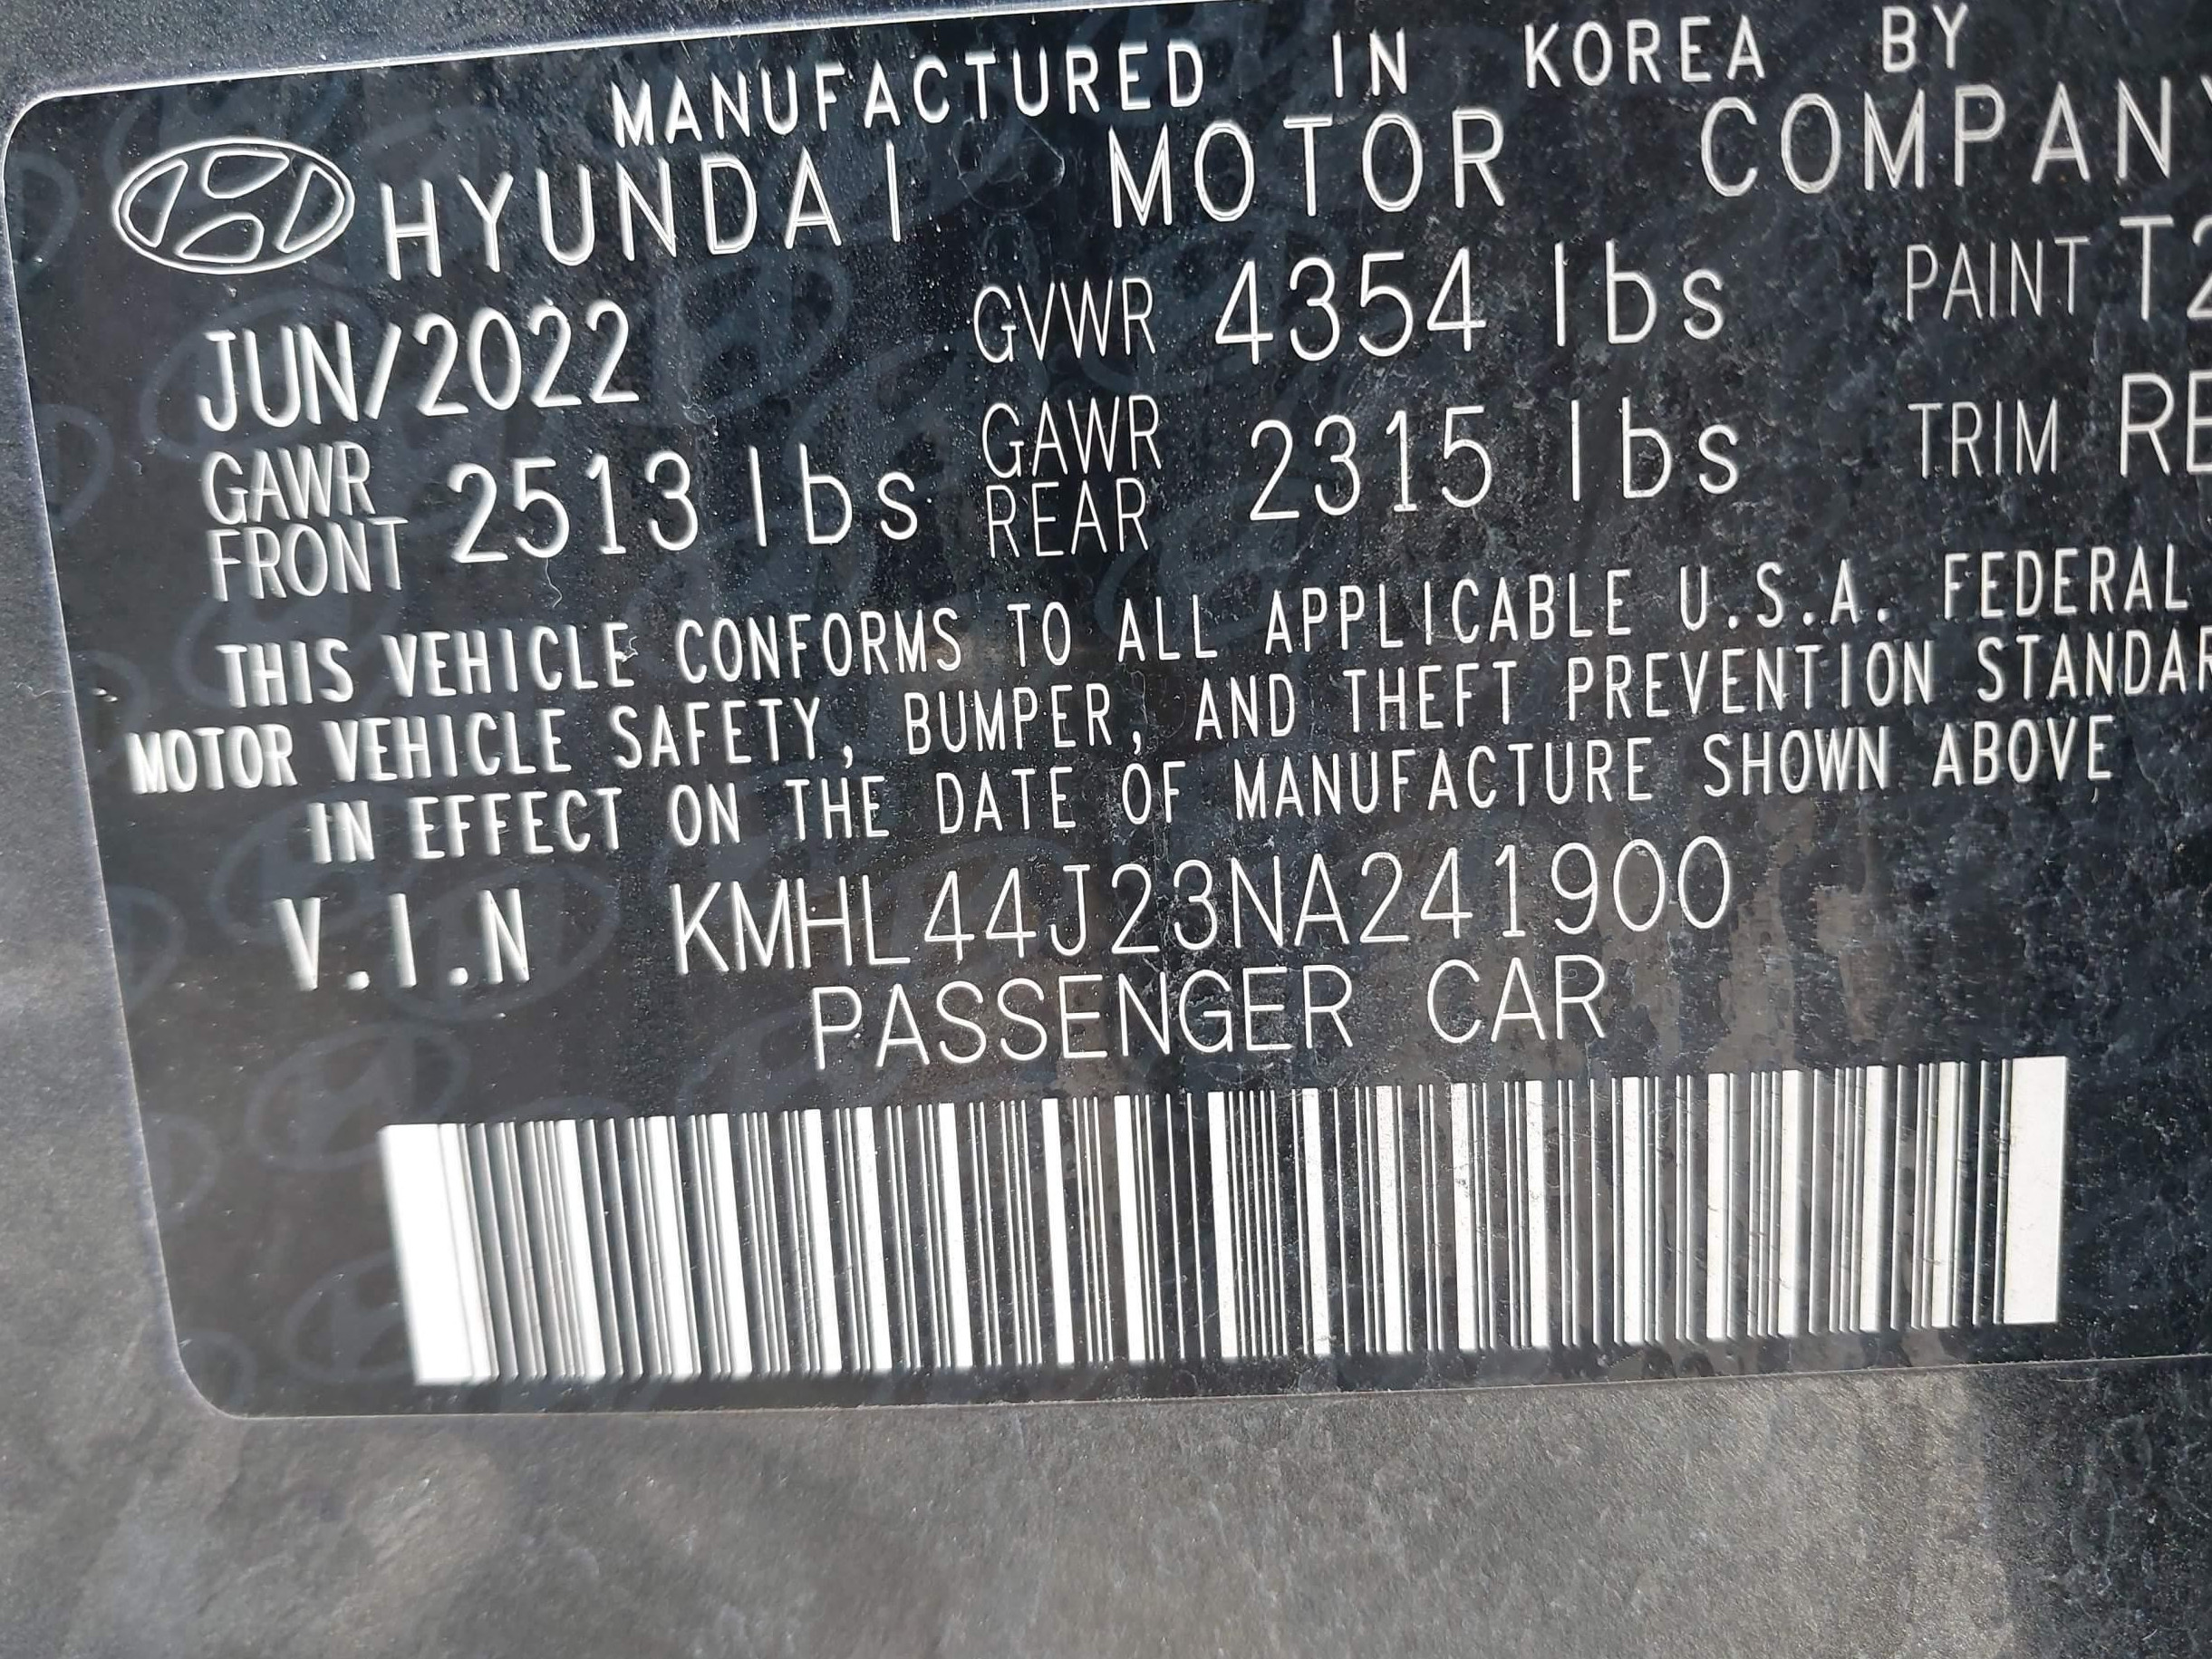 MANUFACTURED IN KOREA BY
HYUNDAI MOTOR COMPANY
JUN/2022 GVWR 4354 lbs PAINT
GAWR FRONT 2513 lbs GAWR REAR 2315 lbs TRIM
THIS VEHICLE CONFORMS TO ALL APPLICABLE U.S.A. FEDERAL
MOTOR VEHICLE SAFETY, BUMPER, AND THEFT PREVENTION
IN EFFECT ON THE DATE OF MANUFACTURE SHOWN ABOVE
V.I.N KMHL44J23NA241900
PASSENGER CAR